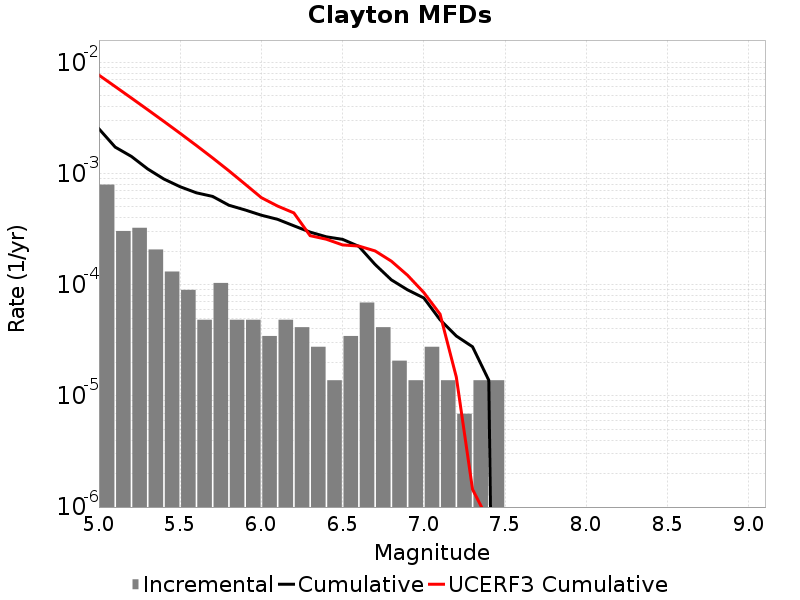 Clayton MFDs
10^-2
10^-3
10^-4
10^-5
10^-6
Rate (1/yr)
5.0 5.5 6.0 6.5 7.0 7.5 8.0 8.5 9.0
Magnitude
Incremental Cumulative UCERF3 Cumulative